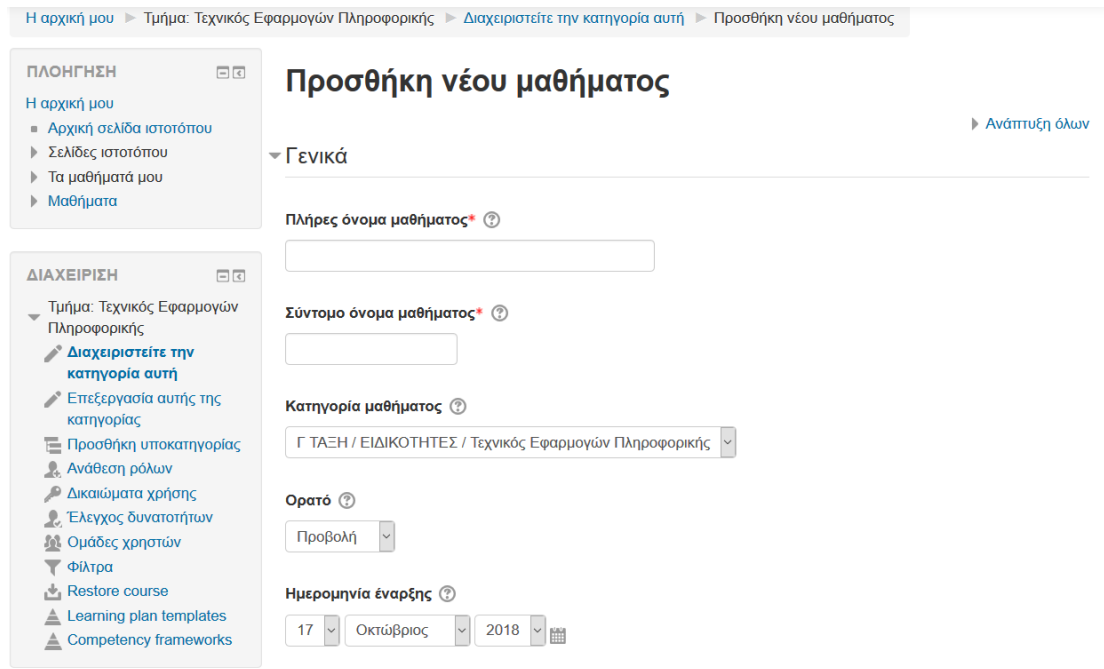 Η αρχική μου ▶ Τμήμα: Τεχνικός Εφαρμογών Πληροφορικής ▶ Διαχειριστείτε την κατηγορία αυτή ▶ Προσθήκη νέου μαθήματος
ΠΛΟΗΓΗΣΗ
Η αρχική μου
Αρχική σελίδα ιστοτόπου
Σελίδες ιστοτόπου
Τα μαθήματά μου
Μαθήματα
ΔΙΑΧΕΙΡΙΣΗ
Τμήμα: Τεχνικός Εφαρμογών
Πληροφορικής
Διαχειριστείτε την
κατηγορία αυτή
Επεξεργασία αυτής της
κατηγορίας
Προσθήκη υποκατηγορίας
Ανάθεση ρόλων
Δικαιώματα χρήσης
Έλεγχος δυνατοτήτων
Ομάδες χρηστών
Φίλτρα
Restore course
Learning plan templates
Competency frameworks
Προσθήκη νέου μαθήματος
Ανάπτυξη όλων
Γενικά
Πλήρες όνομα μαθήματος*
Σύντομο όνομα μαθήματος*
Κατηγορία μαθήματος
Γ ΤΑΞΗ / ΕΙΔΙΚΟΤΗΤΕΣ / Τεχνικός Εφαρμογών Πληροφορικής
Ορατό
Προβολή
Ημερομηνία έναρξης
17 Οκτώβριος 2018